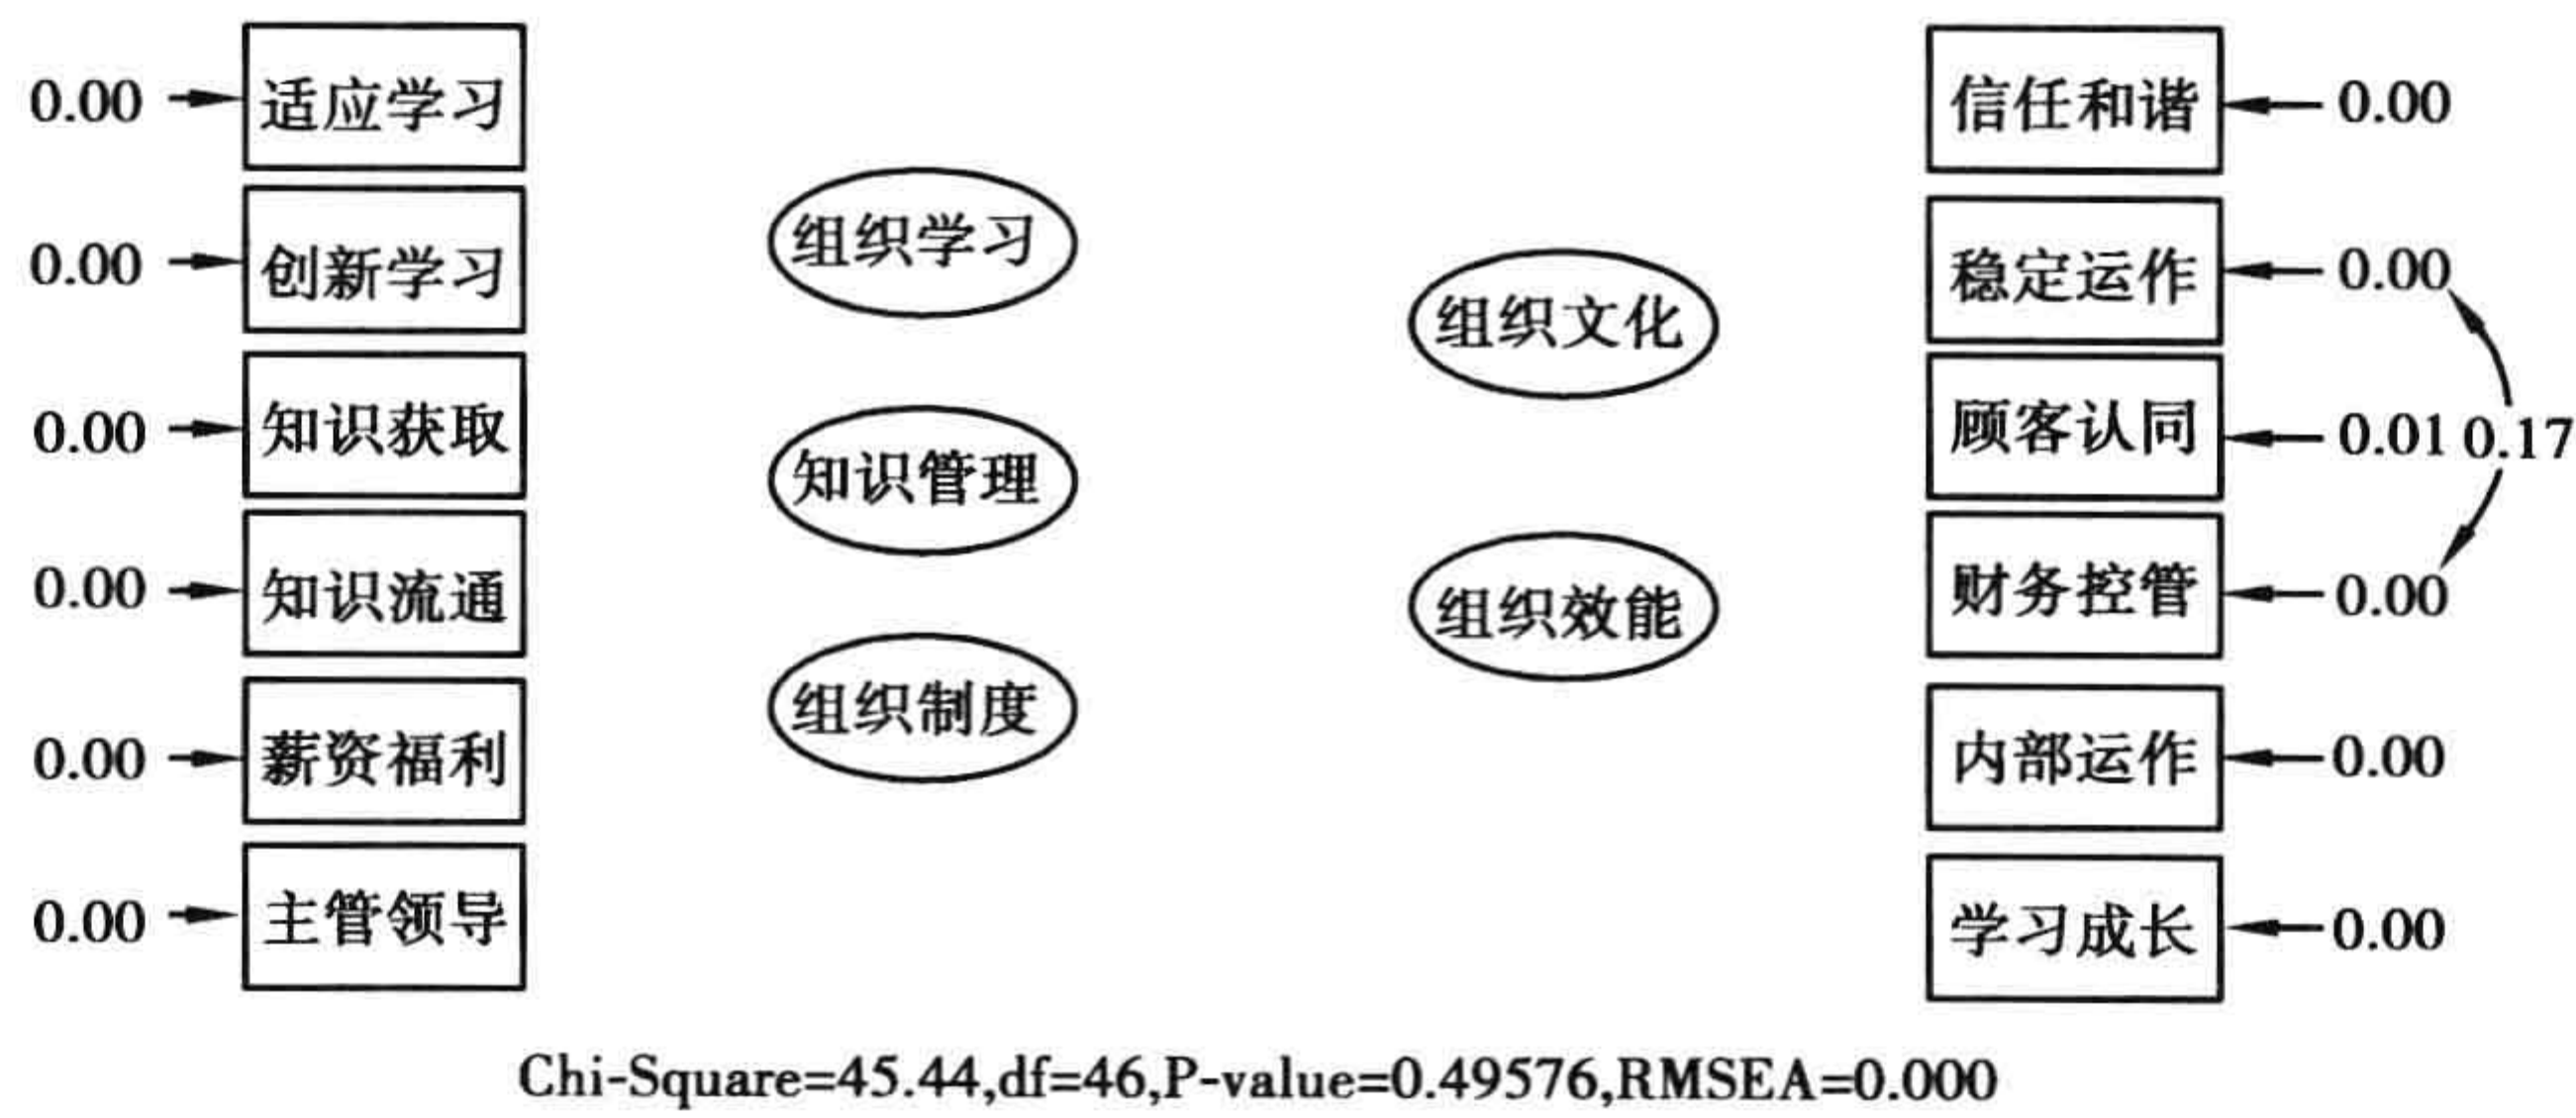 0.00 适应学习
0.00 创新学习
0.00 知识获取
0.00 知识流通
0.00 薪资福利
0.00 主管领导
组织学习
知识管理
组织制度
组织文化
组织效能
信任和谐 0.00
稳定运作 0.00
顾客认同 0.01 0.17
财务控管 0.00
内部运作 0.00
学习成长 0.00
Chi-Square=45.44,df=46,P-value=0.49576,RMSEA=0.000